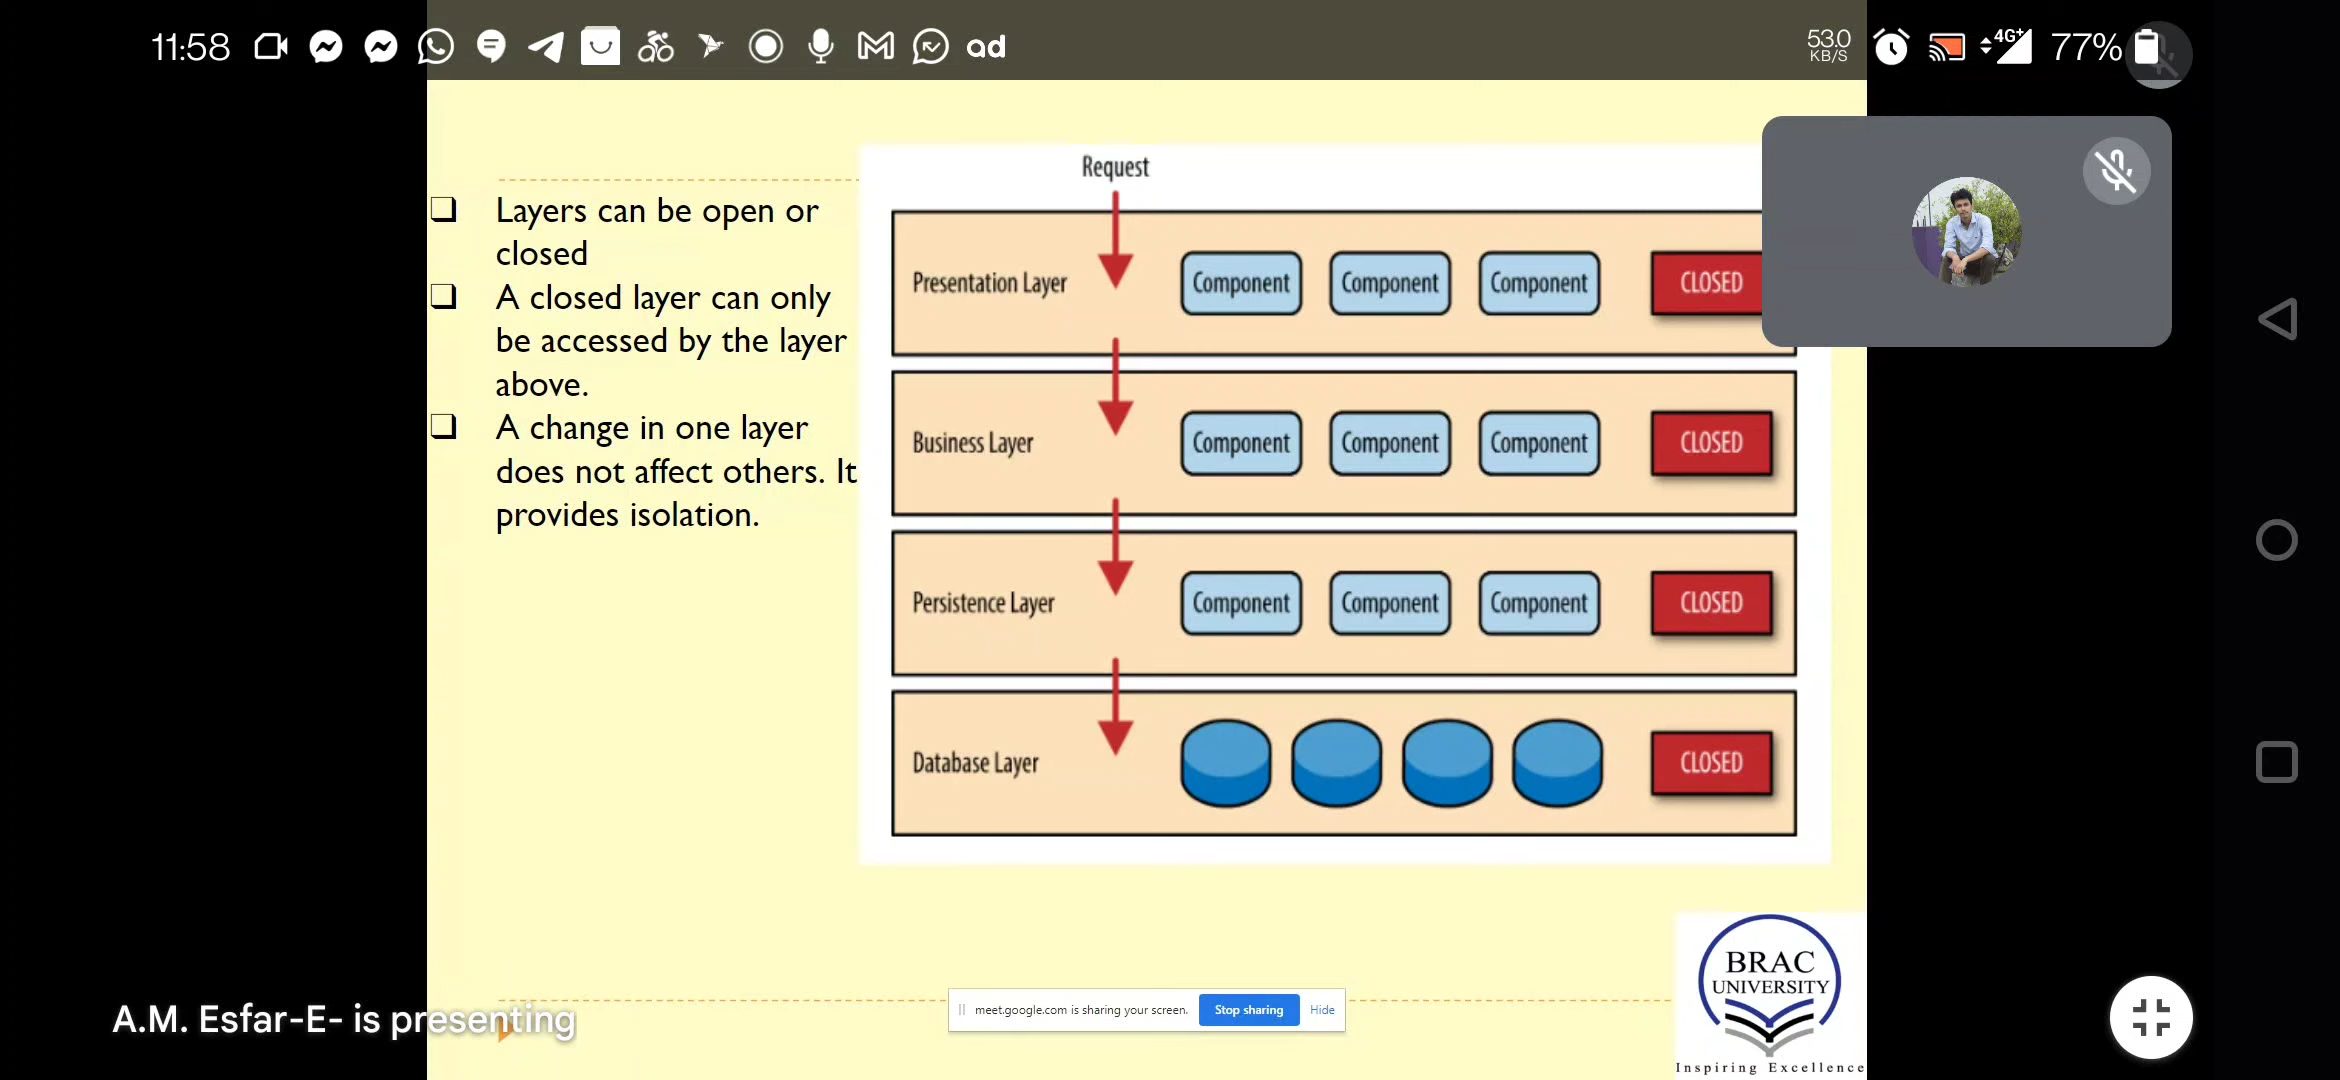 11:58
ad
53.0
KB/S
4G+
77%
Request
❑ Layers can be open or
closed
❑ A closed layer can only
be accessed by the layer
above.
❑ A change in one layer
does not affect others. It
provides isolation.
Presentation Layer Component Component Component CLOSED
Business Layer Component Component Component CLOSED
Persistence Layer Component Component Component CLOSED
Database Layer CLOSED
BRAC
UNIVERSITY
Inspiring Excellence
meet.google.com is sharing your screen. Stop sharing Hide
A.M. Esfar-E- is presenting